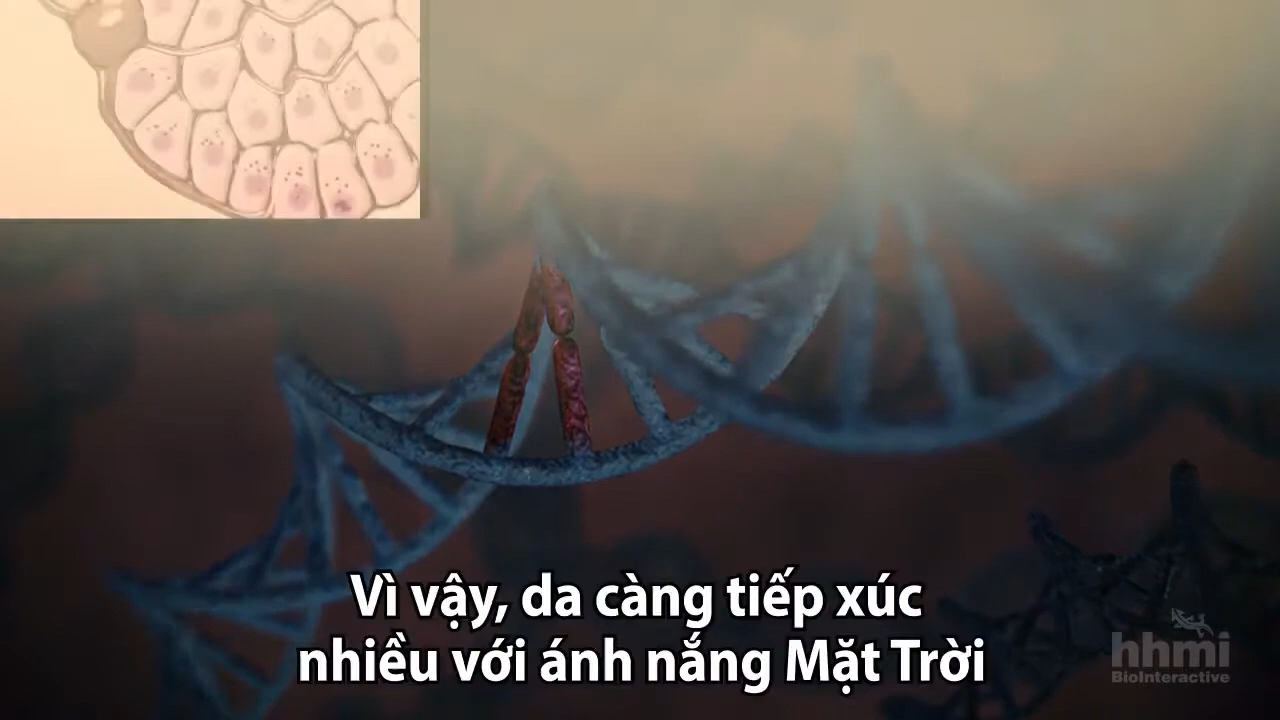 Vì vậy, da càng tiếp xúc
nhiều với ánh nắng Mặt Trời
hhmi
BioInteractive